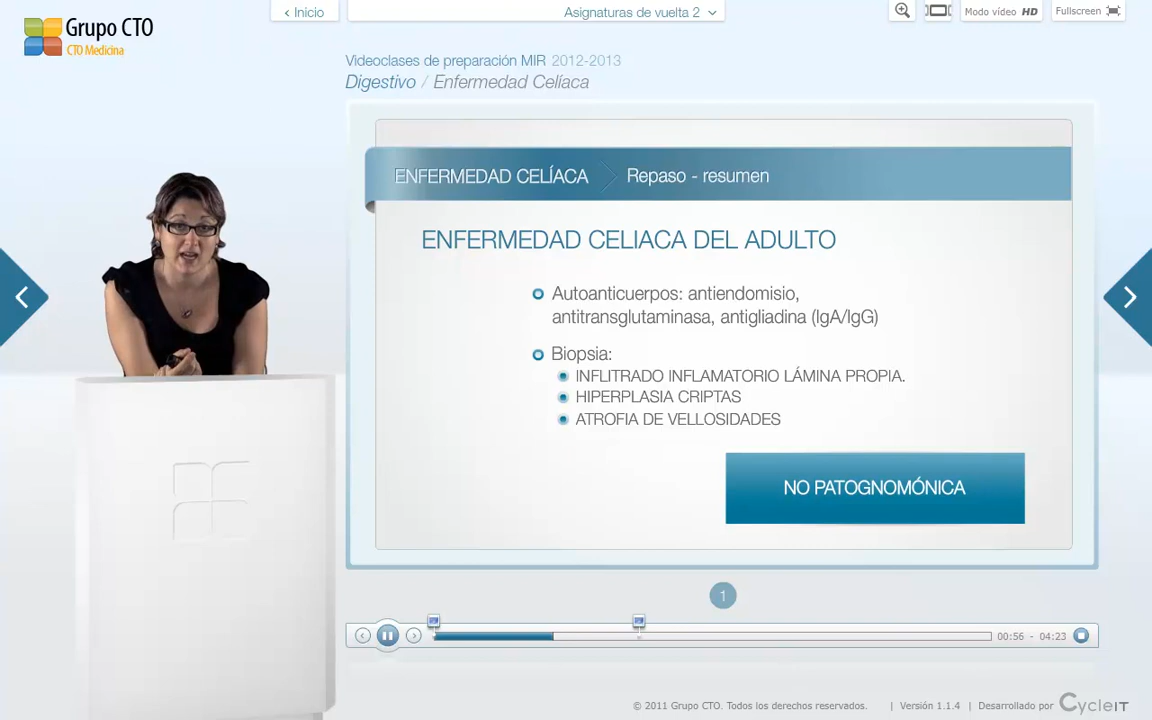 Grupo CTO
CTO Medicina
‹ Inicio
Asignaturas de vuelta 2
Modo vídeo HD
Fullscreen
Videoclases de preparación MIR 2012-2013
Digestivo / Enfermedad Celíaca
ENFERMEDAD CELÍACA Repaso - resumen
ENFERMEDAD CELIACA DEL ADULTO
Autoanticuerpos: antiendomisio,
antitransglutaminasa, antigliadina (IgA/IgG)
Biopsia:
INFLITRADO INFLAMATORIO LÁMINA PROPIA.
HIPERPLASIA CRIPTAS
ATROFIA DE VELLOSIDADES
NO PATOGNOMÓNICA
1
00:56 - 04:23
© 2011 Grupo CTO. Todos los derechos reservados. | Versión 1.1.4 | Desarrollado por CycleIT